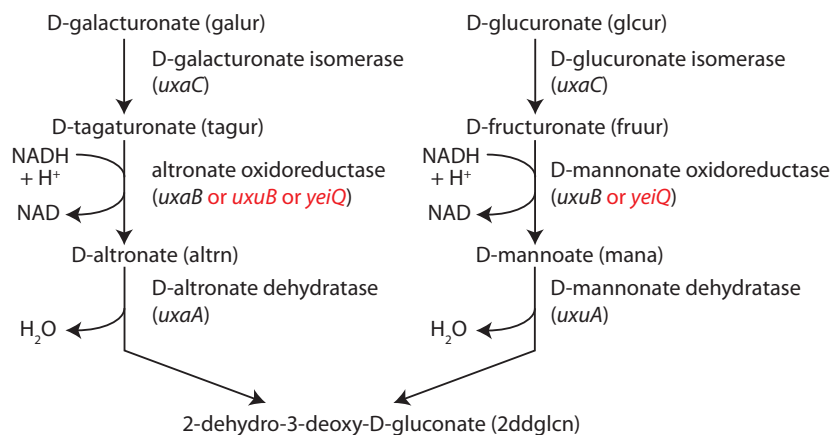 D-galacturonate (galur)
D-galacturonate isomerase
(uxaC)
D-tagaturonate (tagur)
NADH
+ H⁺
altronate oxidoreductase
(uxaB or uxuB or yeiQ)
NAD
D-altronate (altrn)
D-altronate dehydratase
(uxaA)
H₂O
D-glucuronate (glcur)
D-glucuronate isomerase
(uxaC)
D-fructuronate (fruur)
NADH
+ H⁺
D-mannonate oxidoreductase
(uxuB or yeiQ)
NAD
D-mannoate (mana)
D-mannonate dehydratase
(uxuA)
H₂O
2-dehydro-3-deoxy-D-gluconate (2ddglcn)